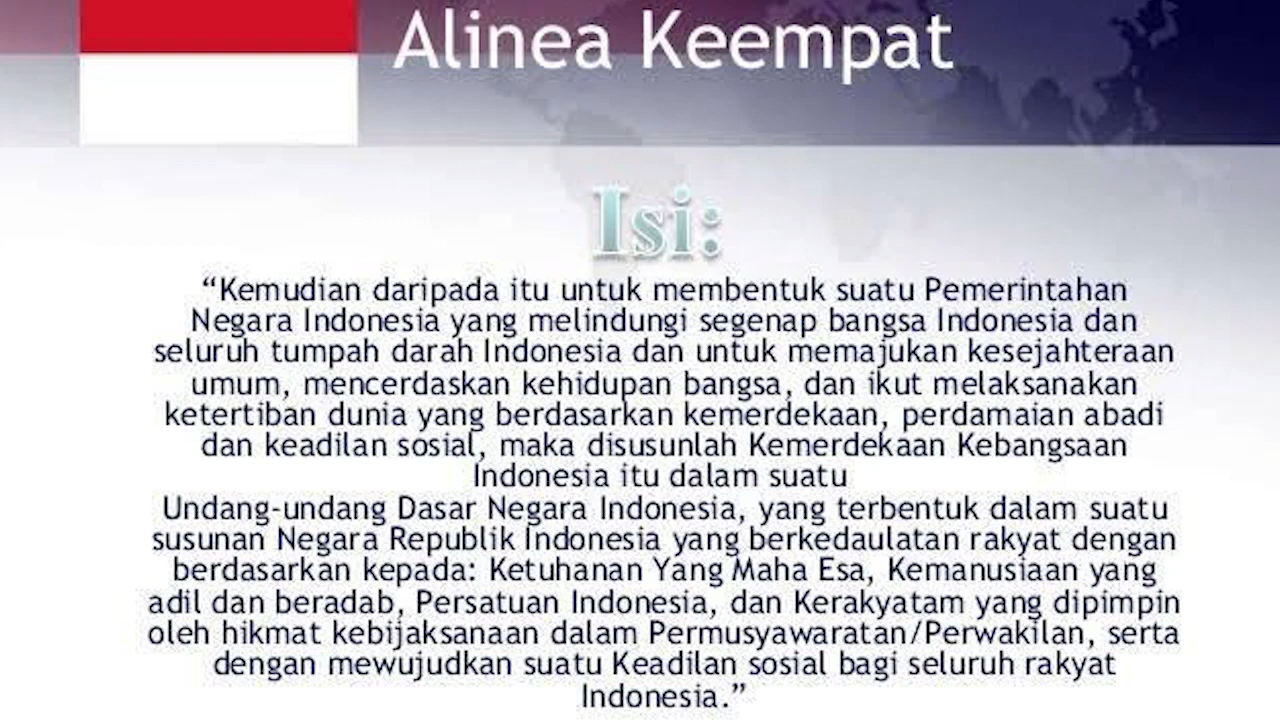 Alinea Keempat
Isi:
“Kemudian daripada itu untuk membentuk suatu Pemerintahan
Negara Indonesia yang melindungi segenap bangsa Indonesia dan
seluruh tumpah darah Indonesia dan untuk memajukan kesejahteraan
umum, mencerdaskan kehidupan bangsa, dan ikut melaksanakan
ketertiban dunia yang berdasarkan kemerdekaan, perdamaian abadi
dan keadilan sosial, maka disusunlah Kemerdekaan Kebangsaan
Indonesia itu dalam suatu
Undang-undang Dasar Negara Indonesia, yang terbentuk dalam suatu
susunan Negara Republik Indonesia yang berkedaulatan rakyat dengan
berdasarkan kepada: Ketuhanan Yang Maha Esa, Kemanusiaan yang
adil dan beradab, Persatuan Indonesia, dan Kerakyatam yang dipimpin
oleh hikmat kebijaksanaan dalam Permusyawaratan/Perwakilan, serta
dengan mewujudkan suatu Keadilan sosial bagi seluruh rakyat
Indonesia.”